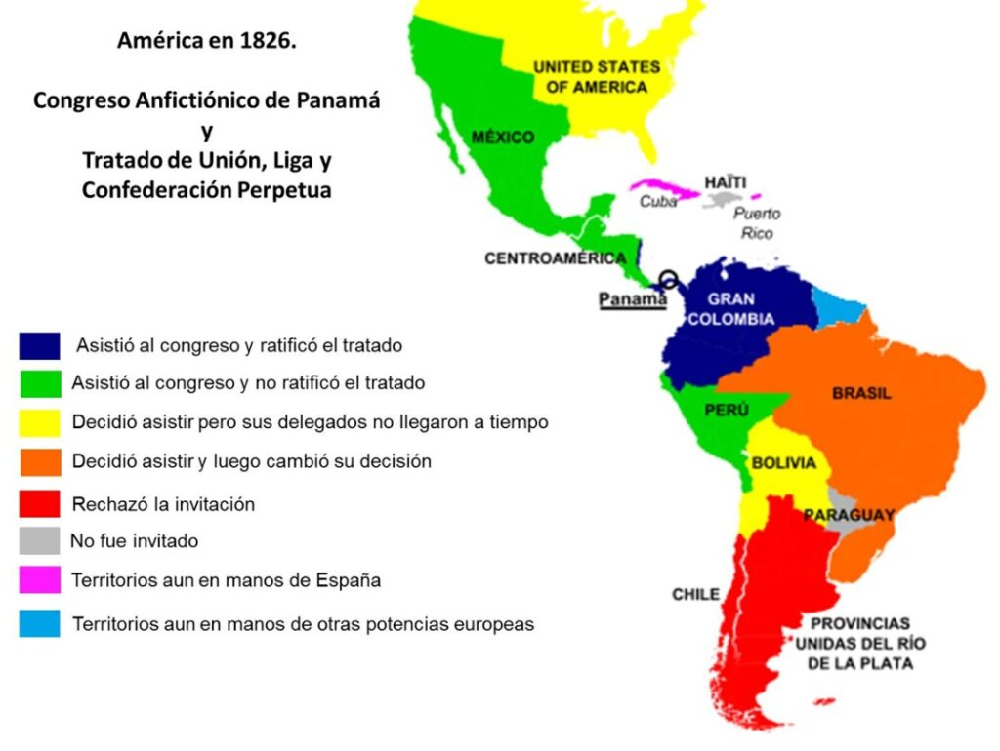 América en 1826.
Congreso Anfictiónico de Panamá
y
Tratado de Unión, Liga y
Confederación Perpetua
UNITED STATES
OF AMERICA
MÉXICO
HAÏTI
Cuba
Puerto
Rico
CENTROAMÉRICA
Panamá
GRAN
COLOMBIA
BRASIL
PERÚ
BOLIVIA
PARAGUAY
CHILE
PROVINCIAS
UNIDAS DEL RÍO
DE LA PLATA
Asistió al congreso y ratificó el tratado
Asistió al congreso y no ratificó el tratado
Decidió asistir pero sus delegados no llegaron a tiempo
Decidió asistir y luego cambió su decisión
Rechazó la invitación
No fue invitado
Territorios aun en manos de España
Territorios aun en manos de otras potencias europeas